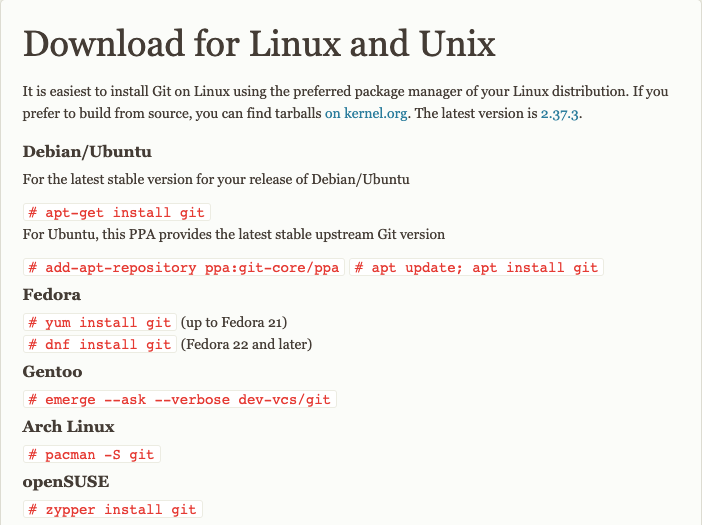 Download for Linux and Unix
It is easiest to install Git on Linux using the preferred package manager of your Linux distribution. If you
prefer to build from source, you can find tarballs on kernel.org. The latest version is 2.37.3.
Debian/Ubuntu
For the latest stable version for your release of Debian/Ubuntu
# apt-get install git
For Ubuntu, this PPA provides the latest stable upstream Git version
# add-apt-repository ppa:git-core/ppa # apt update; apt install git
Fedora
# yum install git (up to Fedora 21)
# dnf install git (Fedora 22 and later)
Gentoo
# emerge --ask --verbose dev-vcs/git
Arch Linux
# pacman -S git
openSUSE
# zypper install git